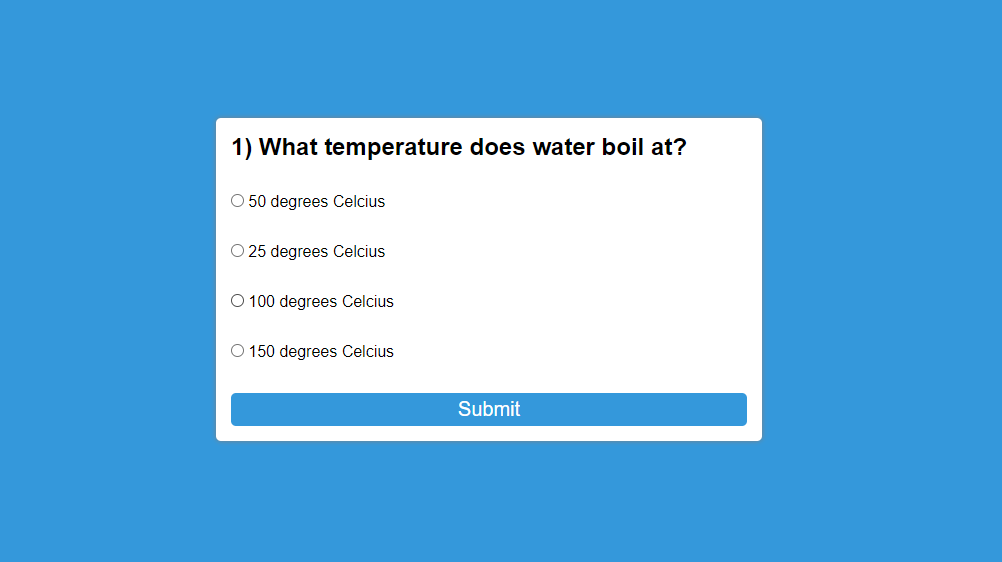 1) What temperature does water boil at?
50 degrees Celcius
25 degrees Celcius
100 degrees Celcius
150 degrees Celcius
Submit